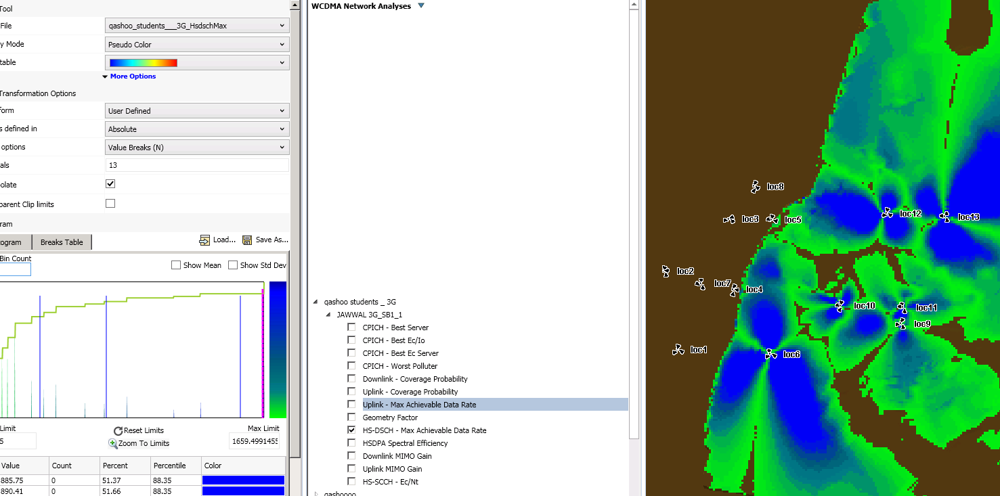 Tool
File
qashoo_students___3G_HsdschMax
y Mode
Pseudo Color
table
More Options
Transformation Options
form
User Defined
s defined in
Absolute
options
Value Breaks (N)
als
13
olate
parent Clip limits
ram
ogram
Breaks Table
Load...
Save As...
Bin Count
Show Mean
Show Std Dev
Limit
5
Reset Limits
Zoom To Limits
Max Limit
1659.4991455
Value Count Percent Percentile Color
885.75 0 51.37 88.35
890.41 0 51.66 88.35
WCDMA Network Analyses
qashoo students _ 3G
JAWWAL 3G_SB1_1
CPICH - Best Server
CPICH - Best Ec/Io
CPICH - Best Ec Server
CPICH - Worst Polluter
Downlink - Coverage Probability
Uplink - Coverage Probability
Uplink - Max Achievable Data Rate
Geometry Factor
HS-DSCH - Max Achievable Data Rate
HSDPA Spectral Efficiency
Downlink MIMO Gain
Uplink MIMO Gain
HS-SCCH - Ec/Nt
qashoooo
loc8
loc3
loc5
loc12
loc13
loc2
loc7
loc4
loc10
loc11
loc9
loc1
loc6